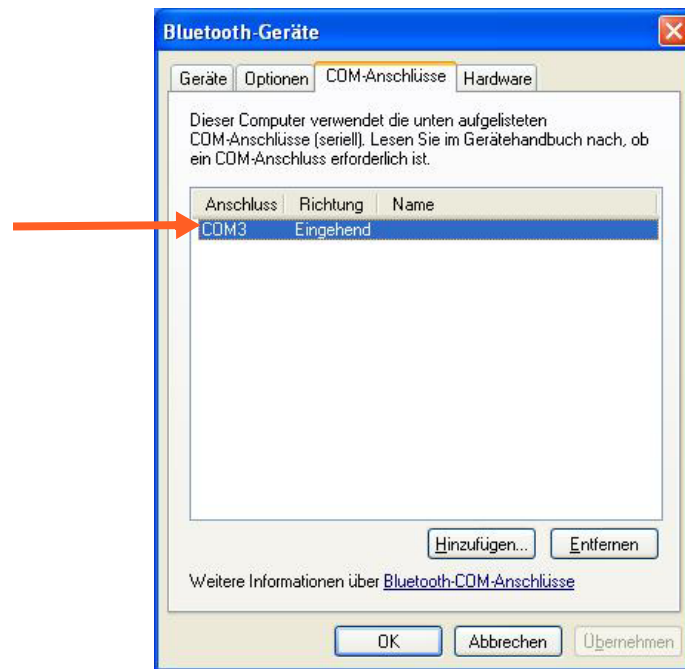 Bluetooth-Geräte
Geräte Optionen COM-Anschlüsse Hardware
Dieser Computer verwendet die unten aufgelisteten
COM-Anschlüsse (seriell). Lesen Sie im Gerätehandbuch nach, ob
ein COM-Anschluss erforderlich ist.
Anschluss Richtung Name
COM3 Eingehend
Hinzufügen... Entfernen
Weitere Informationen über Bluetooth-COM-Anschlüsse
OK Abbrechen Übernehmen